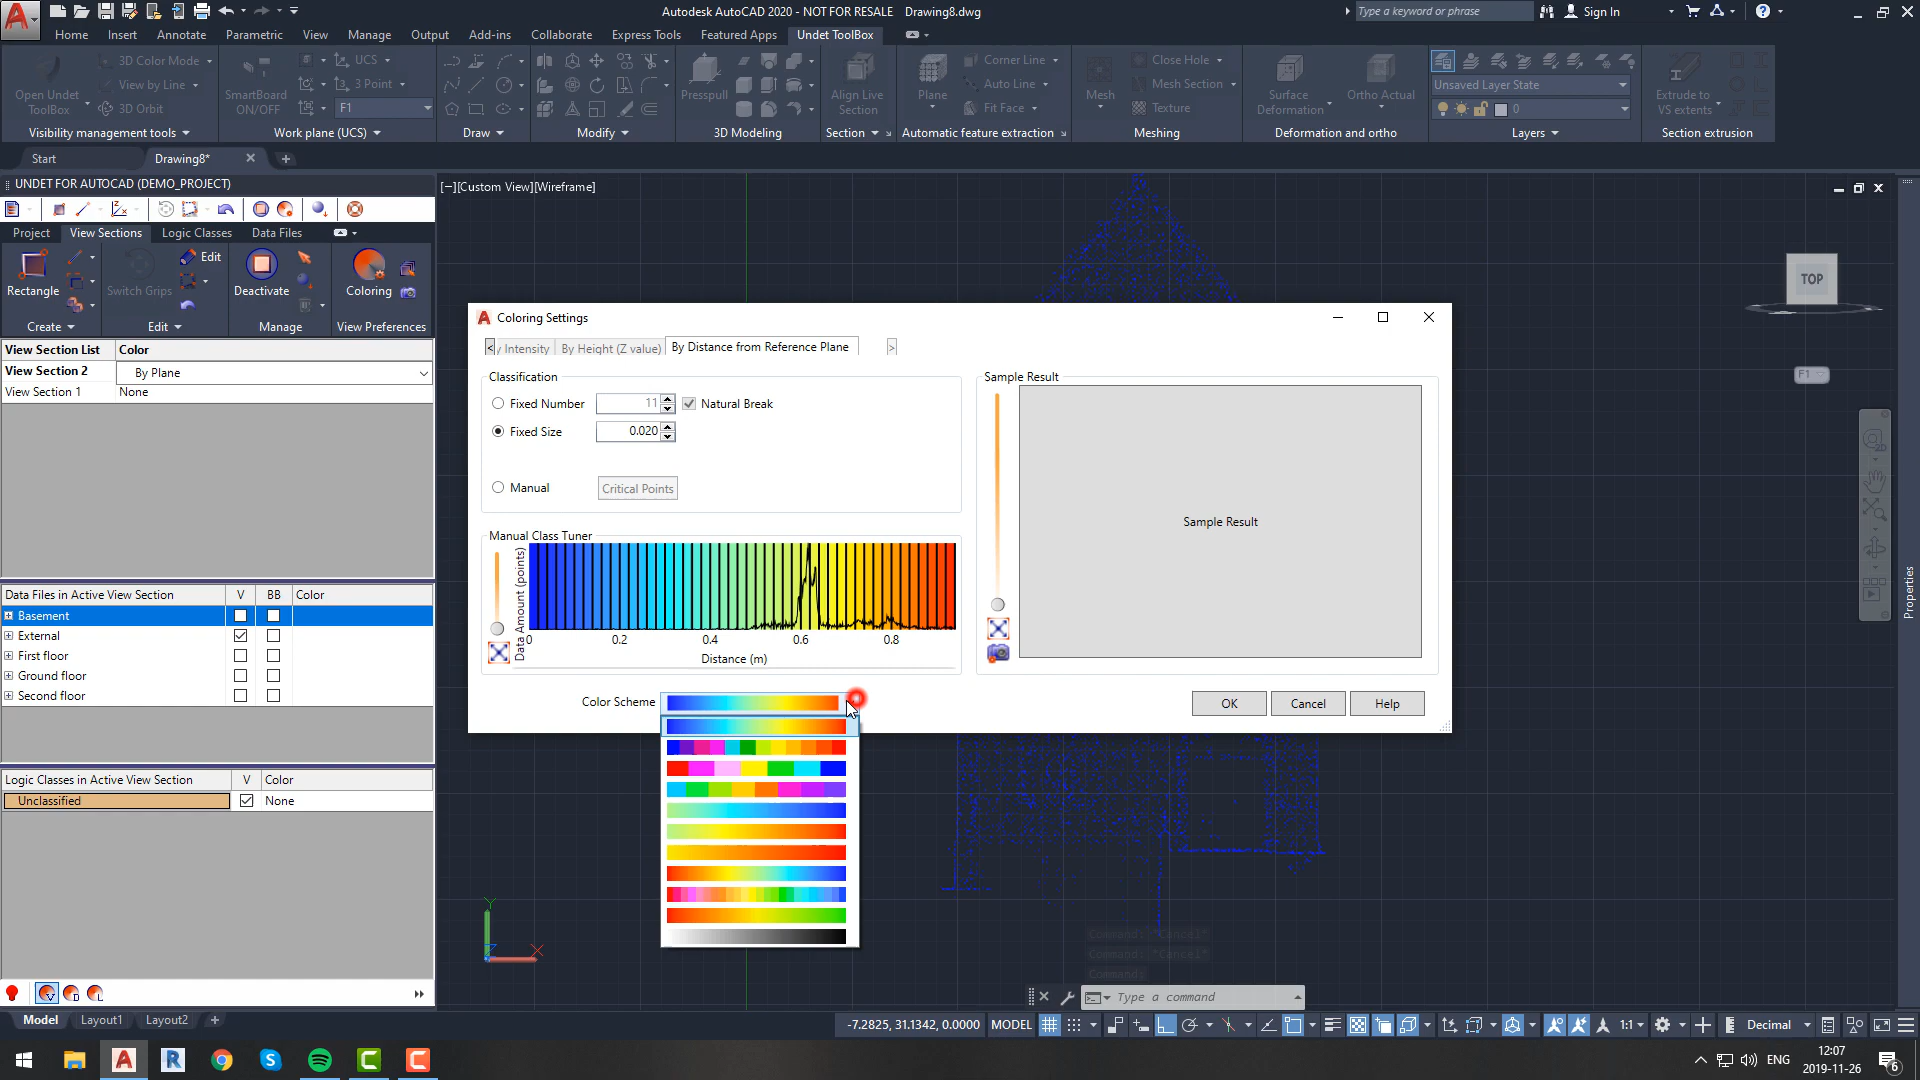 Autodesk AutoCAD 2020 - NOT FOR RESALE Drawing8.dwg
Type a keyword or phrase
Sign In
Home Insert Annotate Parametric View Manage Output Add-ins Collaborate Express Tools Featured Apps Undet ToolBox
3D Color Mode
View by Line
3D Orbit
Open Undet
ToolBox
Visibility management tools
SmartBoard
ON/OFF
UCS
3 Point
F1
Work plane (UCS)
Draw
Modify
Presspull
3D Modeling
Align Live
Section
Section
Plane
Corner Line
Auto Line
Fit Face
Automatic feature extraction
Mesh
Close Hole
Mesh Section
Texture
Meshing
Surface
Deformation
Ortho Actual
Deformation and ortho
Unsaved Layer State
0
Layers
Extrude to
VS extents
Section extrusion
Start Drawing8*
UNDET FOR AUTOCAD (DEMO_PROJECT)
Project View Sections Logic Classes Data Files
Rectangle
Create
Switch Grips
Edit
Edit
Deactivate
Manage
Coloring
View Preferences
View Section List Color
View Section 2 By Plane
View Section 1 None
Data Files in Active View Section V BB Color
Basement
External
First floor
Ground floor
Second floor
Logic Classes in Active View Section V Color
Unclassified None
[−][Custom View][Wireframe]
TOP
F1
Properties
Coloring Settings
y Intensity By Height (Z value) By Distance from Reference Plane
Classification
Fixed Number 11 Natural Break
Fixed Size 0.020
Manual Critical Points
Manual Class Tuner
Data Amount (points)
0 0.2 0.4 0.6 0.8
Distance (m)
Color Scheme
Sample Result
Sample Result
OK Cancel Help
Command: *Cancel*
Command: *Cancel*
Command:
Type a command
Model Layout1 Layout2
-7.2825, 31.1342, 0.0000 MODEL
1:1
Decimal
ENG
12:07
2019-11-26
6